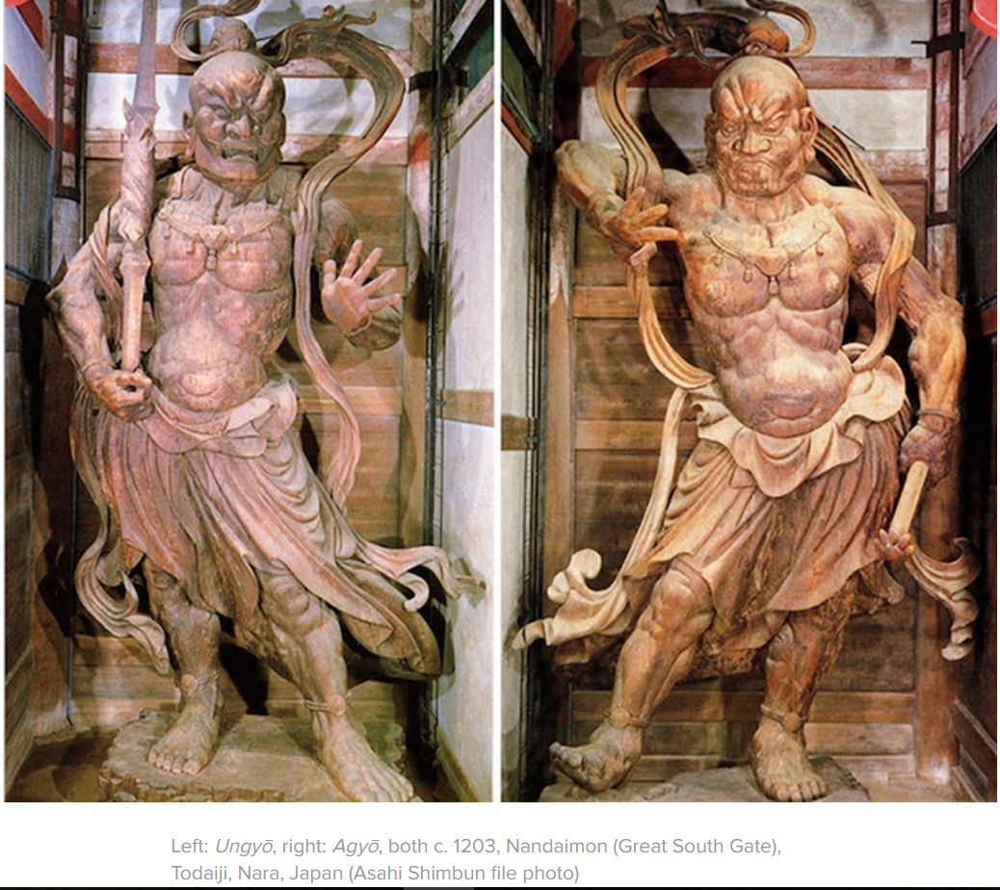 Left: Ungyō, right: Agyō, both c. 1203, Nandaimon (Great South Gate),
Todaiji, Nara, Japan (Asahi Shimbun file photo)